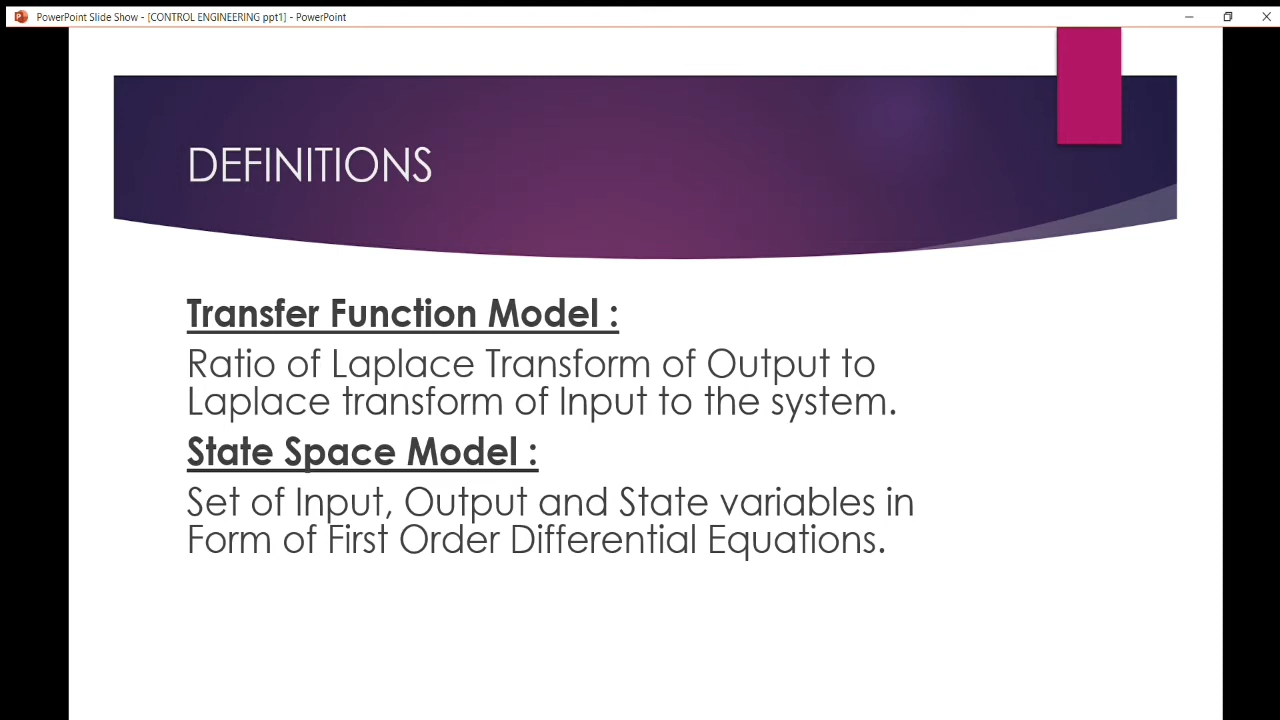 PowerPoint Slide Show - [CONTROL ENGINEERING ppt1] - PowerPoint
DEFINITIONS
Transfer Function Model :
Ratio of Laplace Transform of Output to
Laplace transform of Input to the system.
State Space Model :
Set of Input, Output and State variables in
Form of First Order Differential Equations.